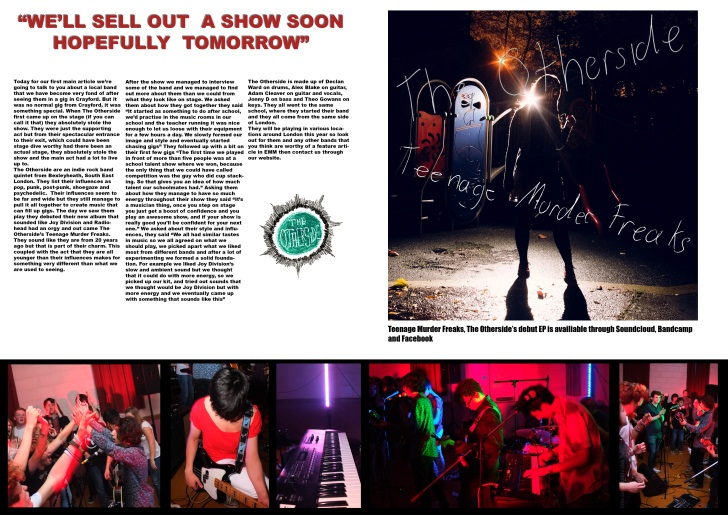 “WE’LL SELL OUT A SHOW SOON
HOPEFULLY TOMORROW”
Today for our first main article we’re
going to talk to you about a local band
that we have become very fond of after
seeing them in a gig in Crayford. But it
was no normal gig from Crayford, it was
something special. When The Otherside
first came up on the stage (if you can
call it that) they absolutely stole the
show. They were just the supporting
act but from their spectacular entrance
to their exit, which could have been
stage dive worthy had there been an
actual stage, they absolutely stole the
show and the main act had a lot to live
up to.
The Otherside are an indie rock band
quintet from Bexleyheath, South East
London. They list their influences as
pop, punk, post-punk, shoegaze and
psychedelic. Their influences seem to
be far and wide but they still manage to
pull it all together to create music that
can fill up gigs. The day we saw them
play they debuted their new album that
sounded like Joy Division and Radio-
head had an orgy and out came The
Otherside’s Teenage Murder Freaks.
They sound like they are from 20 years
ago but that is part of their charm. This
coupled with the act that they are all
younger than their influences makes for
something very different than what we
are used to seeing.
After the show we managed to interview
some of the band and we managed to find
out more about them than we could from
what they look like on stage. We asked
them about how they got together they said
“It started as something to do after school,
we’d practise in the music rooms in our
school and the teacher running it was nice
enough to let us loose with their equipment
for a few hours a day. We slowly formed our
image and style and eventually started
chasing gigs” They followed up with a bit on
their first few gigs “The first time we played
in front of more than five people was at a
school talent show where we won, because
the only thing that we could have called
competition was the guy who did cup stack-
ing. So that gives you an idea of how much
talent our schoolmates had.” Asking them
about how they manage to have so much
energy throughout their show they said “It’s
a musician thing, once you step on stage
you just get a boost of confidence and you
play an awesome show, and if your show is
really good you’ll be confident for your next
one.” We asked about their style and influ-
ences, they said “We all had similar tastes
in music so we all agreed on what we
should play, we picked apart what we liked
most from different bands and after a lot of
experimenting we formed a solid founda-
tion. For example we liked Joy Division’s
slow and ambient sound but we thought
that it could do with more energy, so we
picked up our kit, and tried out sounds that
we thought would be Joy Division but with
more energy and we eventually came up
with something that sounds like this”
The Otherside is made up of Declan
Ward on drums, Alex Blake on guitar,
Adam Cleaver on guitar and vocals,
Jonny D on bass and Theo Gowans on
keys. They all went to the same
school, where they started their band
and they all come from the same side
of London.
They will be playing in various loca-
tions around London this year so look
out for them and any other bands that
you think are worthy of a feature arti-
cle in EMM then contact us through
our website.
THE
OTHERSIDE
The Otherside
Teenage Murder Freaks
Teenage Murder Freaks, The Otherside’s debut EP is availiable through Soundcloud, Bandcamp
and Facebook